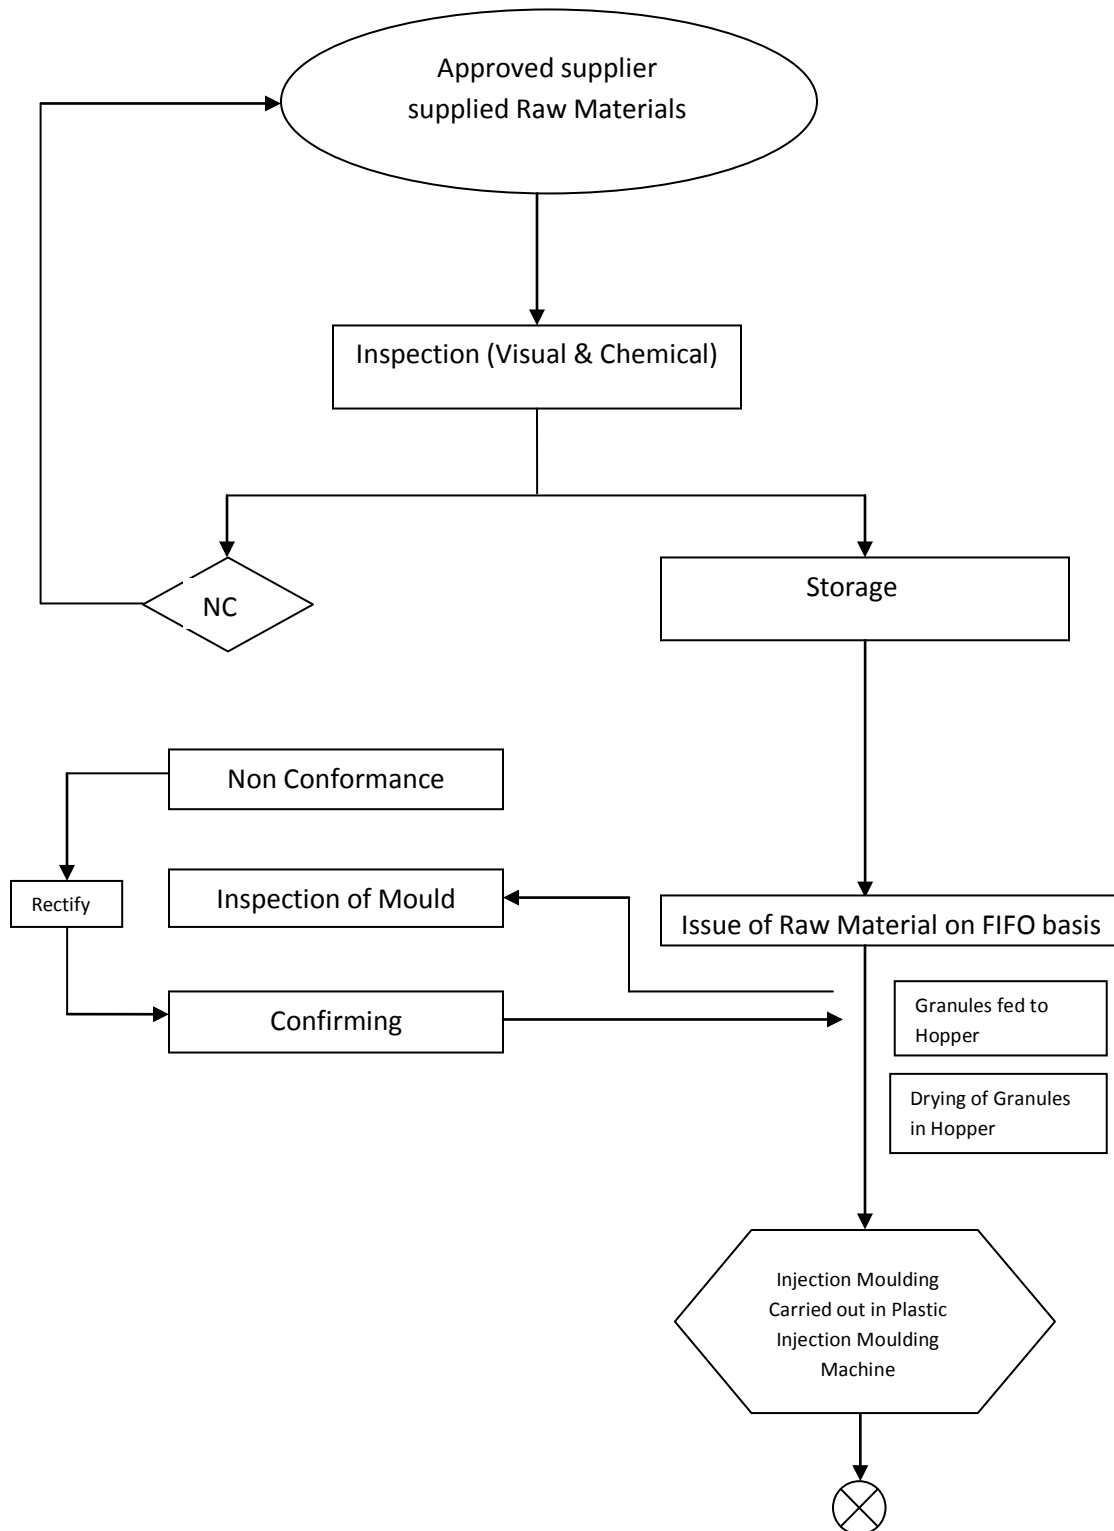 Approved supplier
supplied Raw Materials
Inspection (Visual & Chemical)
NC
Storage
Non Conformance
Rectify
Inspection of Mould
Issue of Raw Material on FIFO basis
Confirming
Granules fed to
Hopper
Drying of Granules
in Hopper
Injection Moulding
Carried out in Plastic
Injection Moulding
Machine